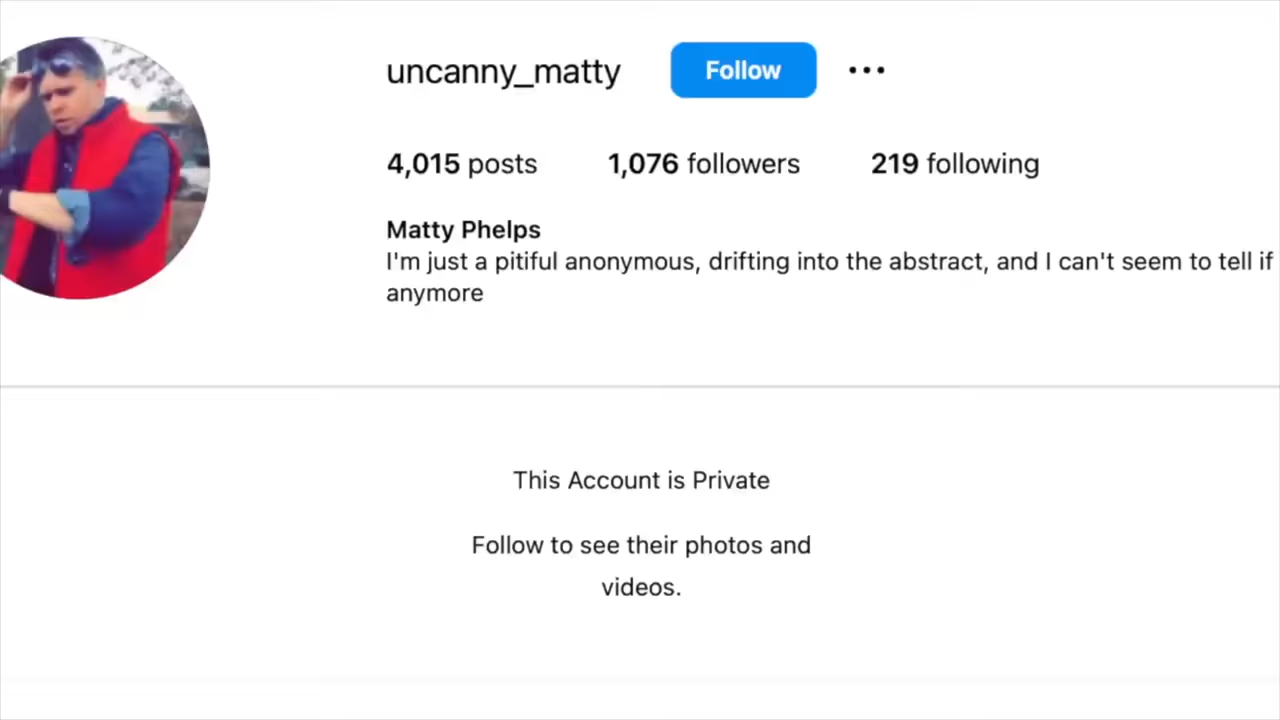 uncanny_matty Follow
4,015 posts 1,076 followers 219 following
Matty Phelps
I'm just a pitiful anonymous, drifting into the abstract, and I can't seem to tell if
anymore
This Account is Private
Follow to see their photos and
videos.